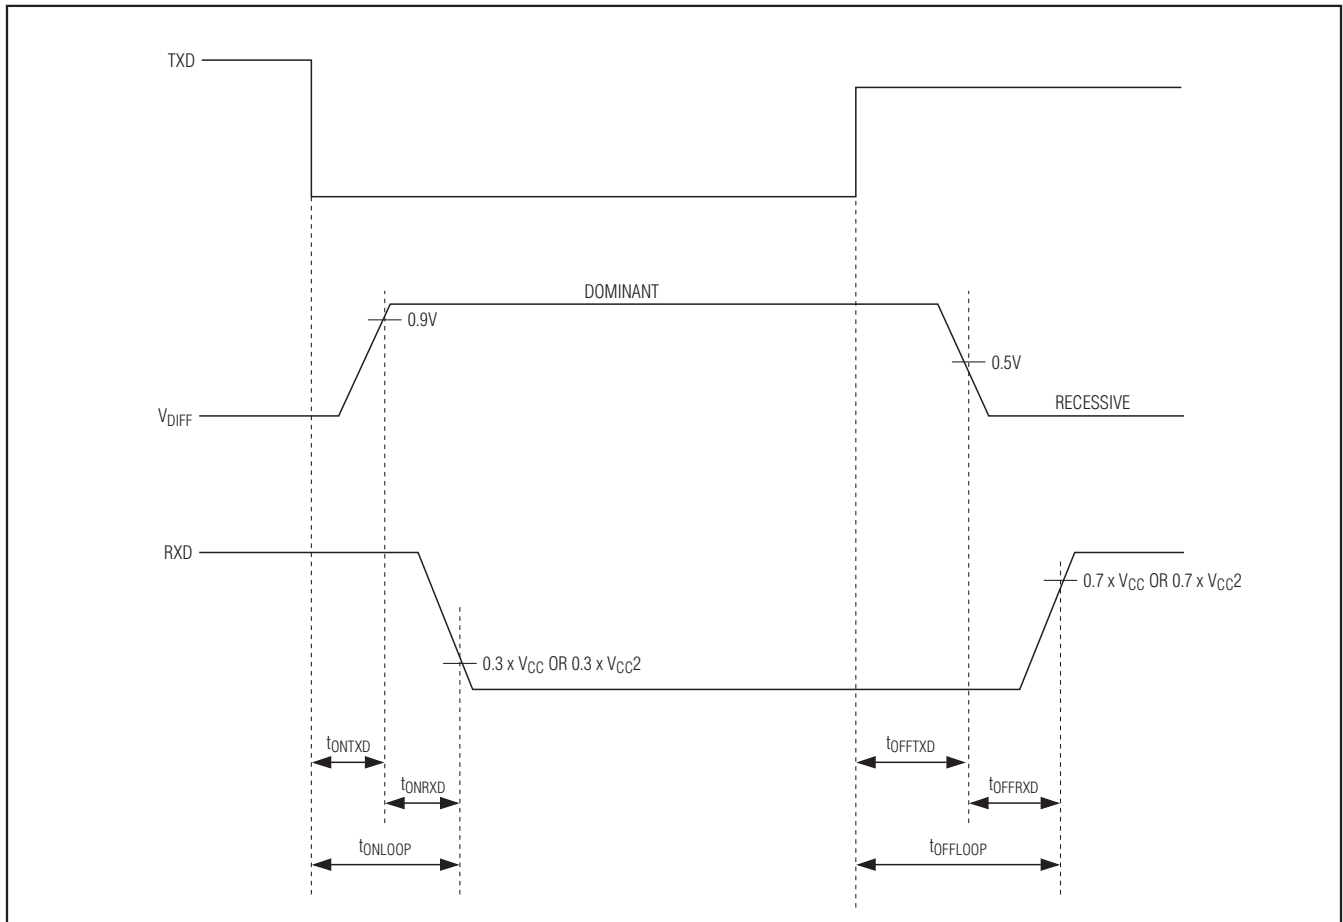 TXD
DOMINANT
0.9V
0.5V
RECESSIVE
VDIFF
RXD
0.7 x VCC OR 0.7 x VCC2
0.3 x VCC OR 0.3 x VCC2
tONTXD
tOFFTXD
tONRXD
tOFFRXD
tONLOOP
tOFFLOOP